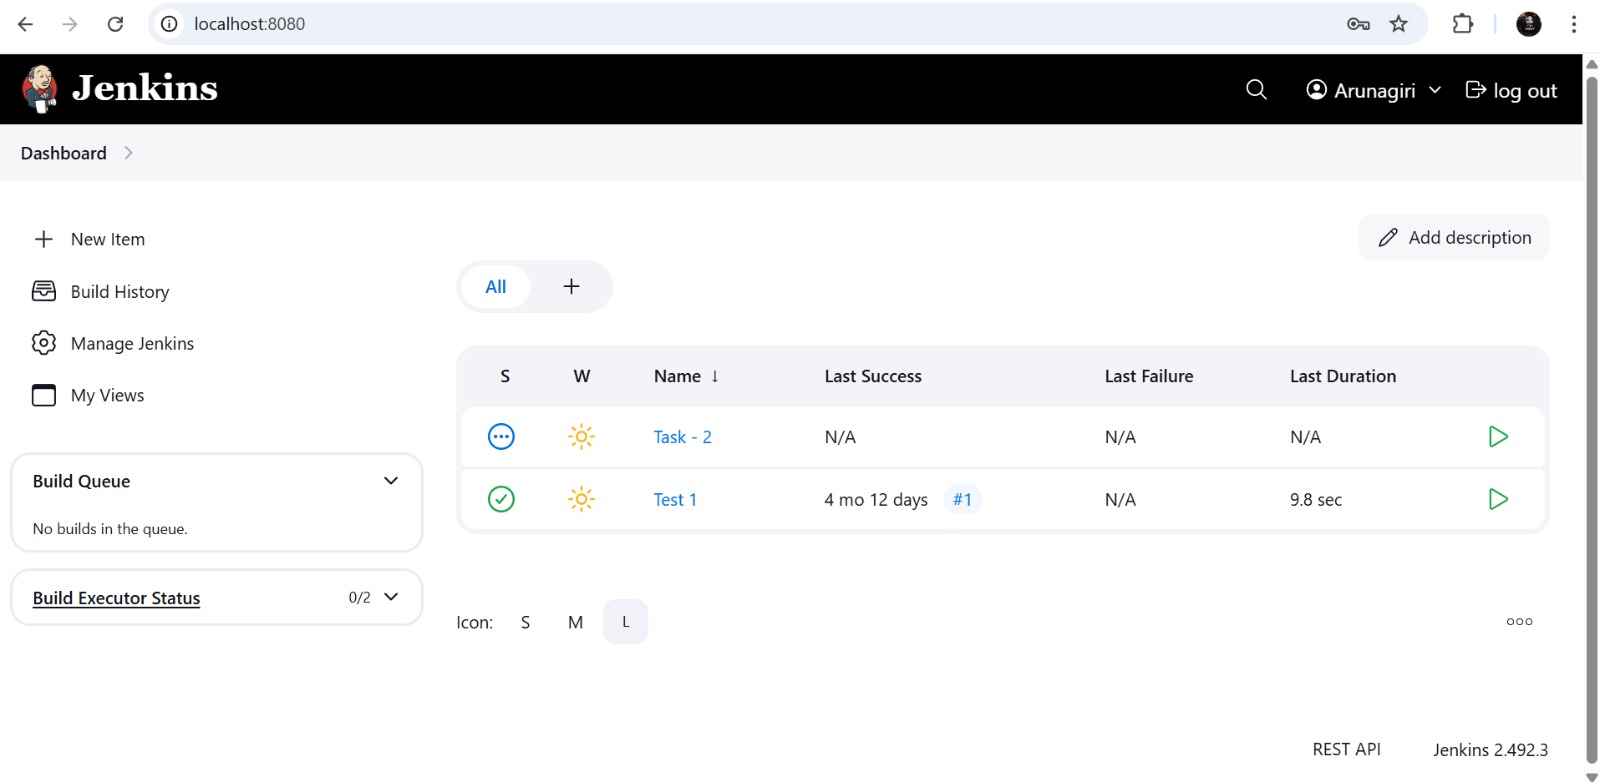 localhost:8080
Jenkins
Arunagiri
log out
Dashboard
New Item
Build History
Manage Jenkins
My Views
Add description
All +
S W Name ↓ Last Success Last Failure Last Duration
Task - 2 N/A N/A N/A
Test 1 4 mo 12 days #1 N/A 9.8 sec
Build Queue
No builds in the queue.
Build Executor Status 0/2
Icon: S M L
REST API Jenkins 2.492.3